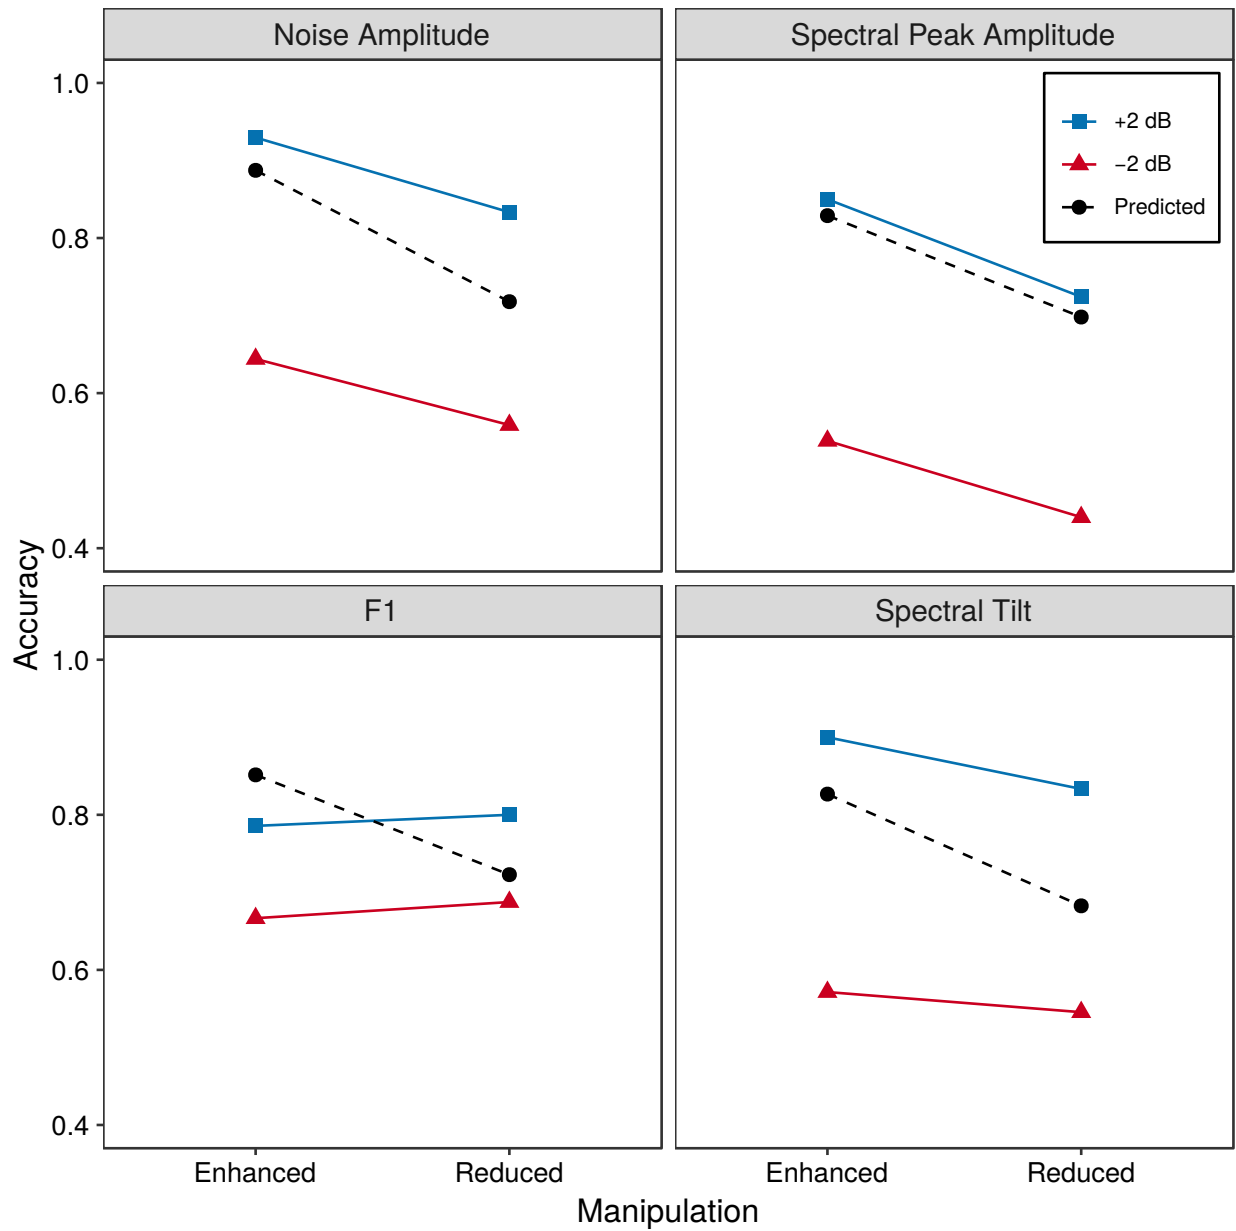 Noise Amplitude
Spectral Peak Amplitude
1.0
0.8
0.6
0.4
+2 dB
−2 dB
Predicted
Accuracy
F1
Spectral Tilt
1.0
0.8
0.6
0.4
Enhanced
Reduced
Enhanced
Reduced
Manipulation